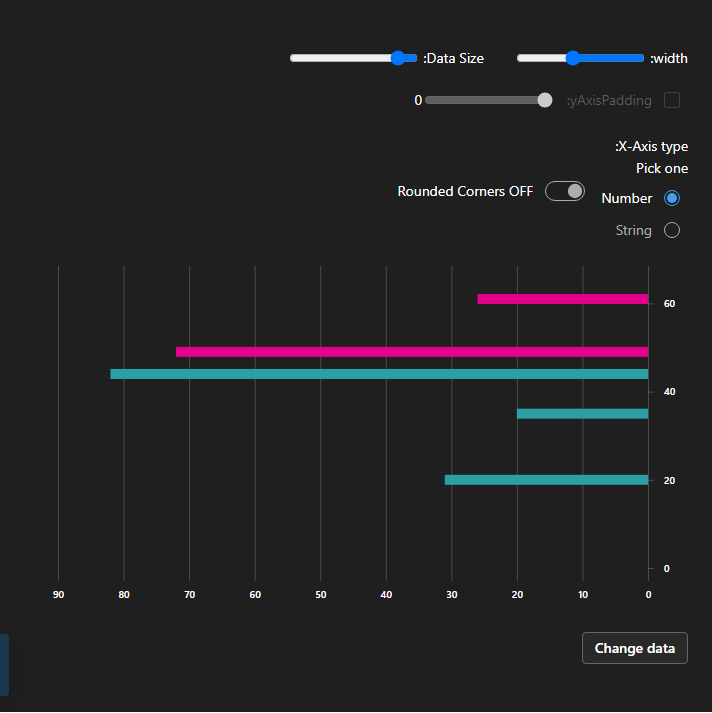 :width
:Data Size
:yAxisPadding
0
:X-Axis type
Pick one
Number
Rounded Corners OFF
String
60
40
20
0
90 80 70 60 50 40 30 20 10 0
Change data